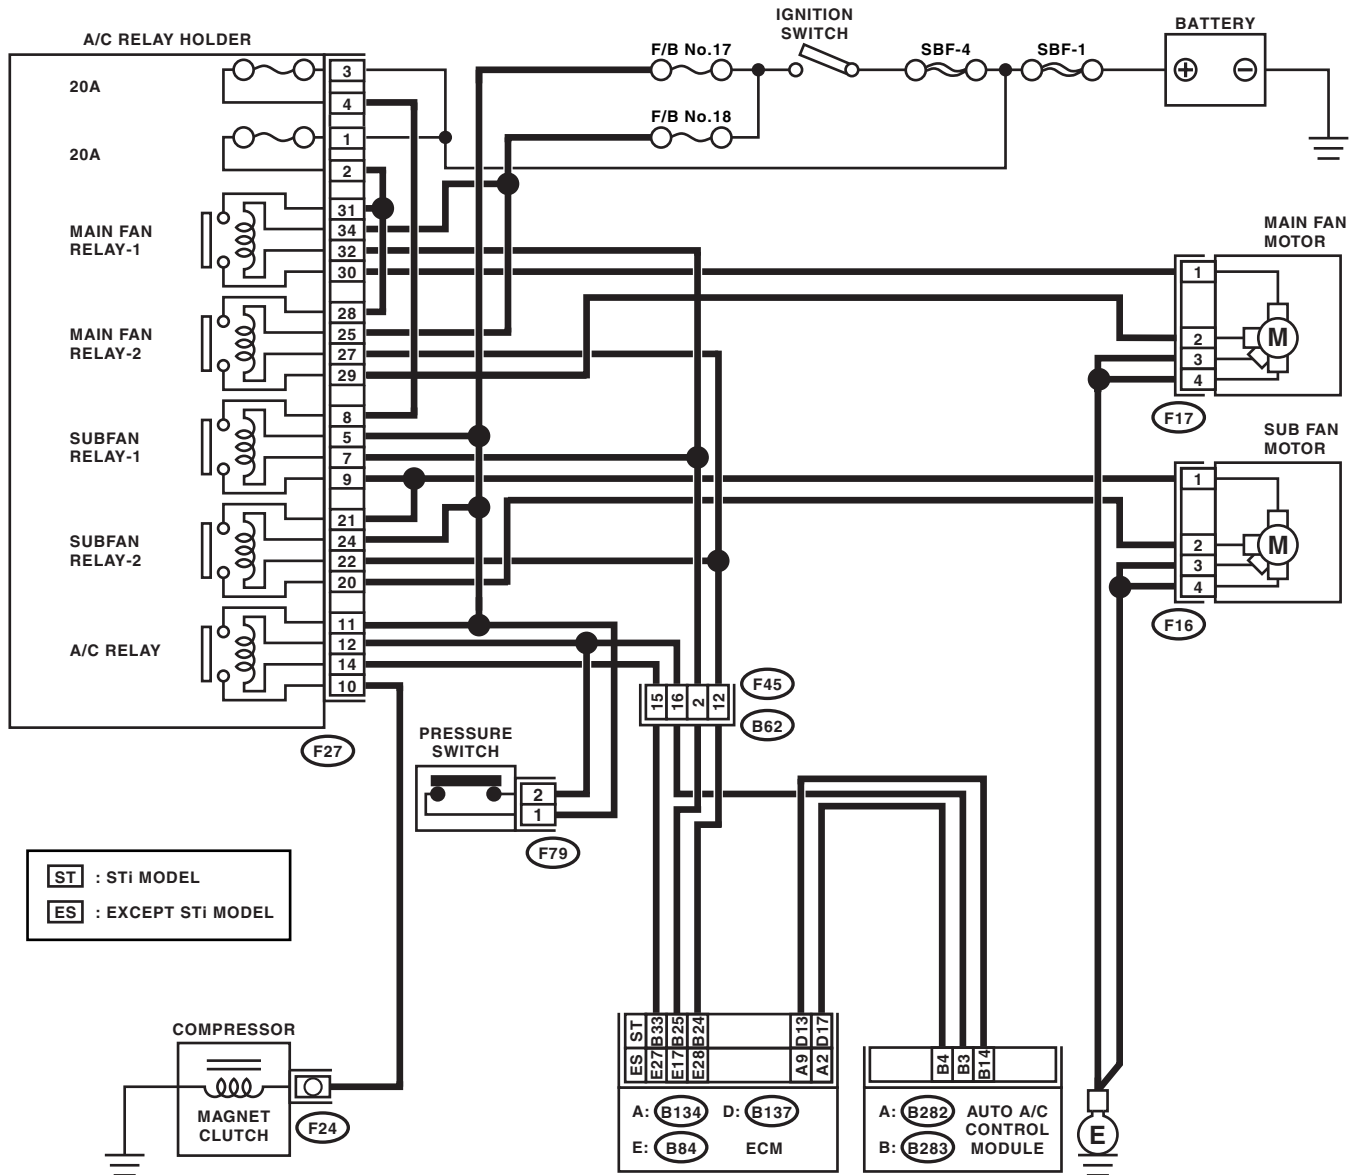 IGNITION
SWITCH
BATTERY
A/C RELAY HOLDER
F/B No.17
SBF-4
SBF-1
20A
3
4
F/B No.18
20A
1
2
MAIN FAN
RELAY-1
31
34
32
30
MAIN FAN
MOTOR
1
2
3
4
M
F17
MAIN FAN
RELAY-2
28
25
27
29
SUBFAN
RELAY-1
8
5
7
9
SUB FAN
MOTOR
1
2
3
4
M
F16
SUBFAN
RELAY-2
21
24
22
20
A/C RELAY
11
12
14
10
F27
15
16
2
12
F45
B62
PRESSURE
SWITCH
2
1
F79
ST : STi MODEL
ES : EXCEPT STi MODEL
COMPRESSOR
MAGNET
CLUTCH
F24
ST B33 B25 B24 D13 D17
ES E27 E17 E28 A9 A2
A: B134 D: B137
E: B84 ECM
B4 B3 B14
A: B282 AUTO A/C
CONTROL
B: B283 MODULE
E